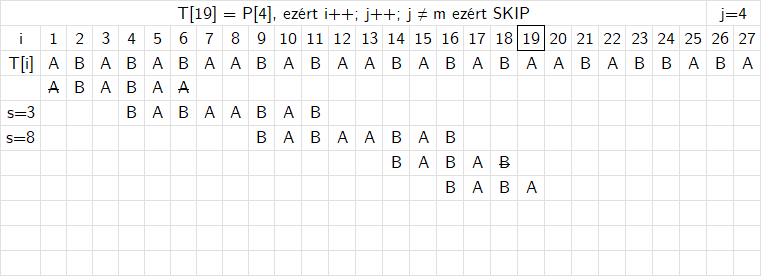 T[19] = P[4], ezért i++; j++; j ≠ m ezért SKIP j=4
i 1 2 3 4 5 6 7 8 9 10 11 12 13 14 15 16 17 18 19 20 21 22 23 24 25 26 27
T[i] A B A B A B A A B A B A A B A B A B A A B A B B A B A
A B A B A A
s=3 B A B A A B A B
s=8 B A B A A B A B
B A B A B
B A B A